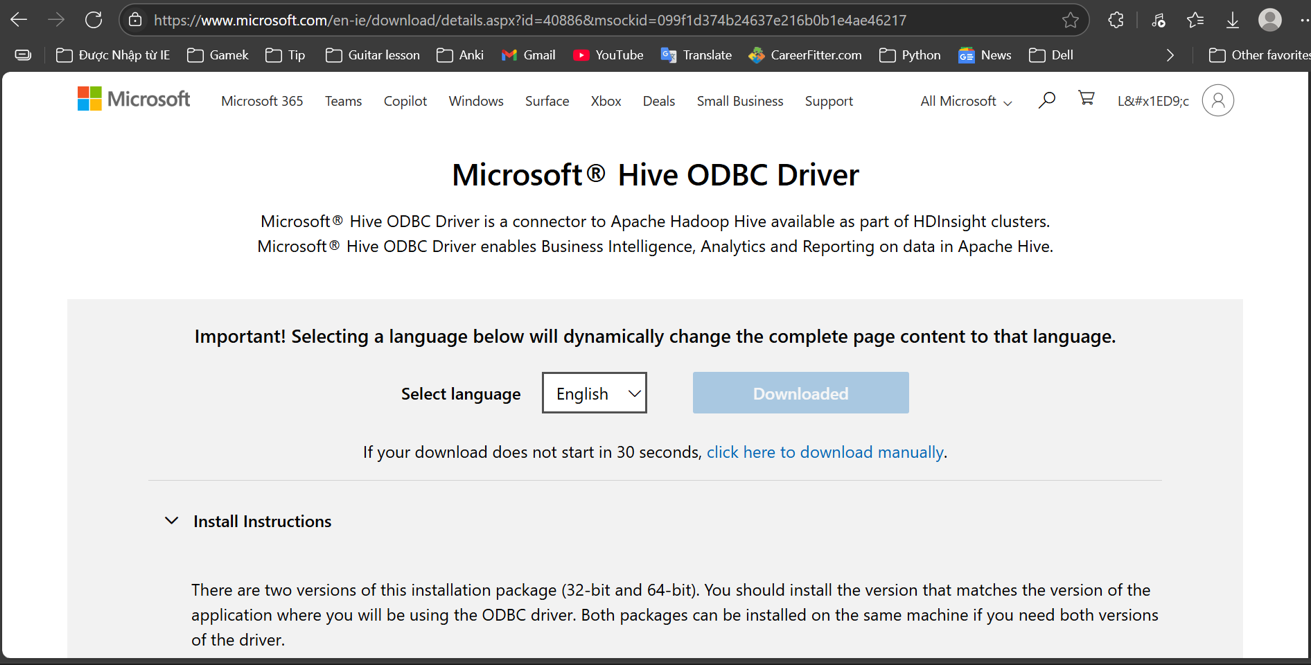 https://www.microsoft.com/en-ie/download/details.aspx?id=40886&msockid=099f1d374b24637e216b0b1e4ae46217
Được Nhập từ IE Gamek Tip Guitar lesson Anki Gmail YouTube Translate CareerFitter.com Python News Dell Other favorites
Microsoft Microsoft 365 Teams Copilot Windows Surface Xbox Deals Small Business Support All Microsoft L&#x1ED9;c
Microsoft® Hive ODBC Driver
Microsoft® Hive ODBC Driver is a connector to Apache Hadoop Hive available as part of HDInsight clusters.
Microsoft® Hive ODBC Driver enables Business Intelligence, Analytics and Reporting on data in Apache Hive.
Important! Selecting a language below will dynamically change the complete page content to that language.
Select language English Downloaded
If your download does not start in 30 seconds, click here to download manually.
Install Instructions
There are two versions of this installation package (32-bit and 64-bit). You should install the version that matches the version of the
application where you will be using the ODBC driver. Both packages can be installed on the same machine if you need both versions
of the driver.